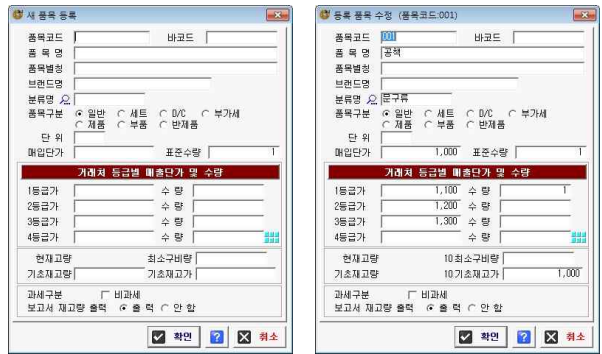 새 품목 등록
품목코드 바코드
품 목 명
품목별칭
브랜드명
분류명
품목구분 일반 세트 D/C 부가세
제품 부품 반제품
단 위
매입단가 표준수량 1
거래처 등급별 매출단가 및 수량
1등급가 수 량
2등급가 수 량
3등급가 수 량
4등급가 수 량
현재고량 최소구비량
기초재고량 기초재고가
과세구분 비과세
보고서 재고량 출력 출 력 안 함
확인 ? 취소
등록 품목 수정 (품목코드:001)
품목코드 001 바코드
품 목 명 공책
품목별칭
브랜드명
분류명 문구류
품목구분 일반 세트 D/C 부가세
제품 부품 반제품
단 위
매입단가 1,000 표준수량 1
거래처 등급별 매출단가 및 수량
1등급가 1,100 수 량 1
2등급가 1,200 수 량
3등급가 1,300 수 량
4등급가 수 량
현재고량 10 최소구비량
기초재고량 10 기초재고가 1,000
과세구분 비과세
보고서 재고량 출력 출 력 안 함
확인 ? 취소